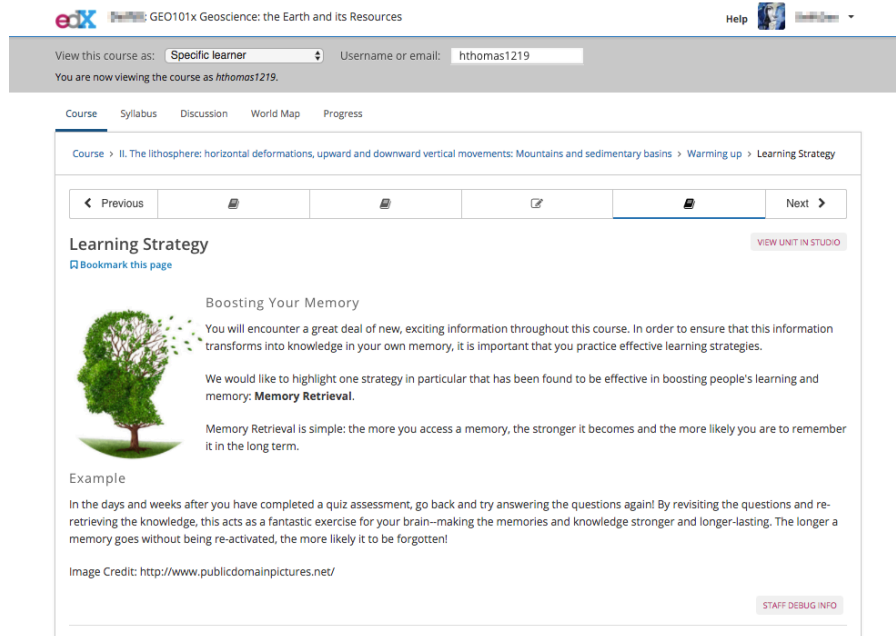 edX : GEO101x Geoscience: the Earth and its Resources
Help
View this course as: Specific learner Username or email: hthomas1219
You are now viewing the course as hthomas1219.
Course Syllabus Discussion World Map Progress
Course > II. The lithosphere: horizontal deformations, upward and downward vertical movements: Mountains and sedimentary basins > Warming up > Learning Strategy
Previous Next
Learning Strategy
VIEW UNIT IN STUDIO
Bookmark this page
Boosting Your Memory
You will encounter a great deal of new, exciting information throughout this course. In order to ensure that this information
transforms into knowledge in your own memory, it is important that you practice effective learning strategies.
We would like to highlight one strategy in particular that has been found to be effective in boosting people's learning and
memory: Memory Retrieval.
Memory Retrieval is simple: the more you access a memory, the stronger it becomes and the more likely you are to remember
it in the long term.
Example
In the days and weeks after you have completed a quiz assessment, go back and try answering the questions again! By revisiting the questions and re-
retrieving the knowledge, this acts as a fantastic exercise for your brain--making the memories and knowledge stronger and longer-lasting. The longer a
memory goes without being re-activated, the more likely it to be forgotten!
Image Credit: http://www.publicdomainpictures.net/
STAFF DEBUG INFO